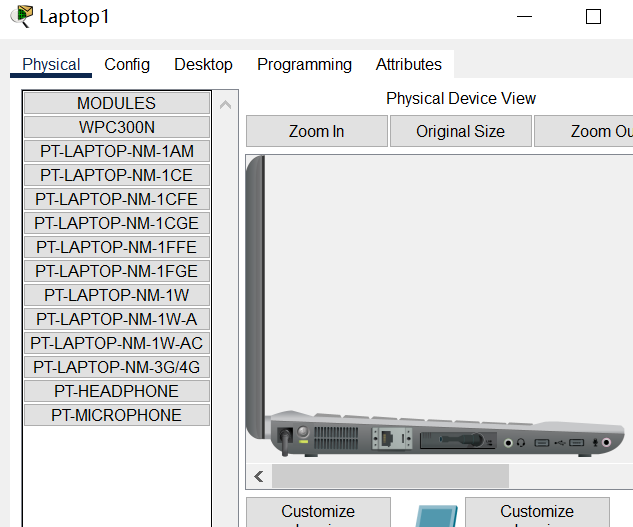 Laptop1
Physical
Config
Desktop
Programming
Attributes
MODULES
WPC300N
PT-LAPTOP-NM-1AM
PT-LAPTOP-NM-1CE
PT-LAPTOP-NM-1CFE
PT-LAPTOP-NM-1CGE
PT-LAPTOP-NM-1FFE
PT-LAPTOP-NM-1FGE
PT-LAPTOP-NM-1W
PT-LAPTOP-NM-1W-A
PT-LAPTOP-NM-1W-AC
PT-LAPTOP-NM-3G/4G
PT-HEADPHONE
PT-MICROPHONE
Physical Device View
Zoom In
Original Size
Zoom Ou
Customize
Customize